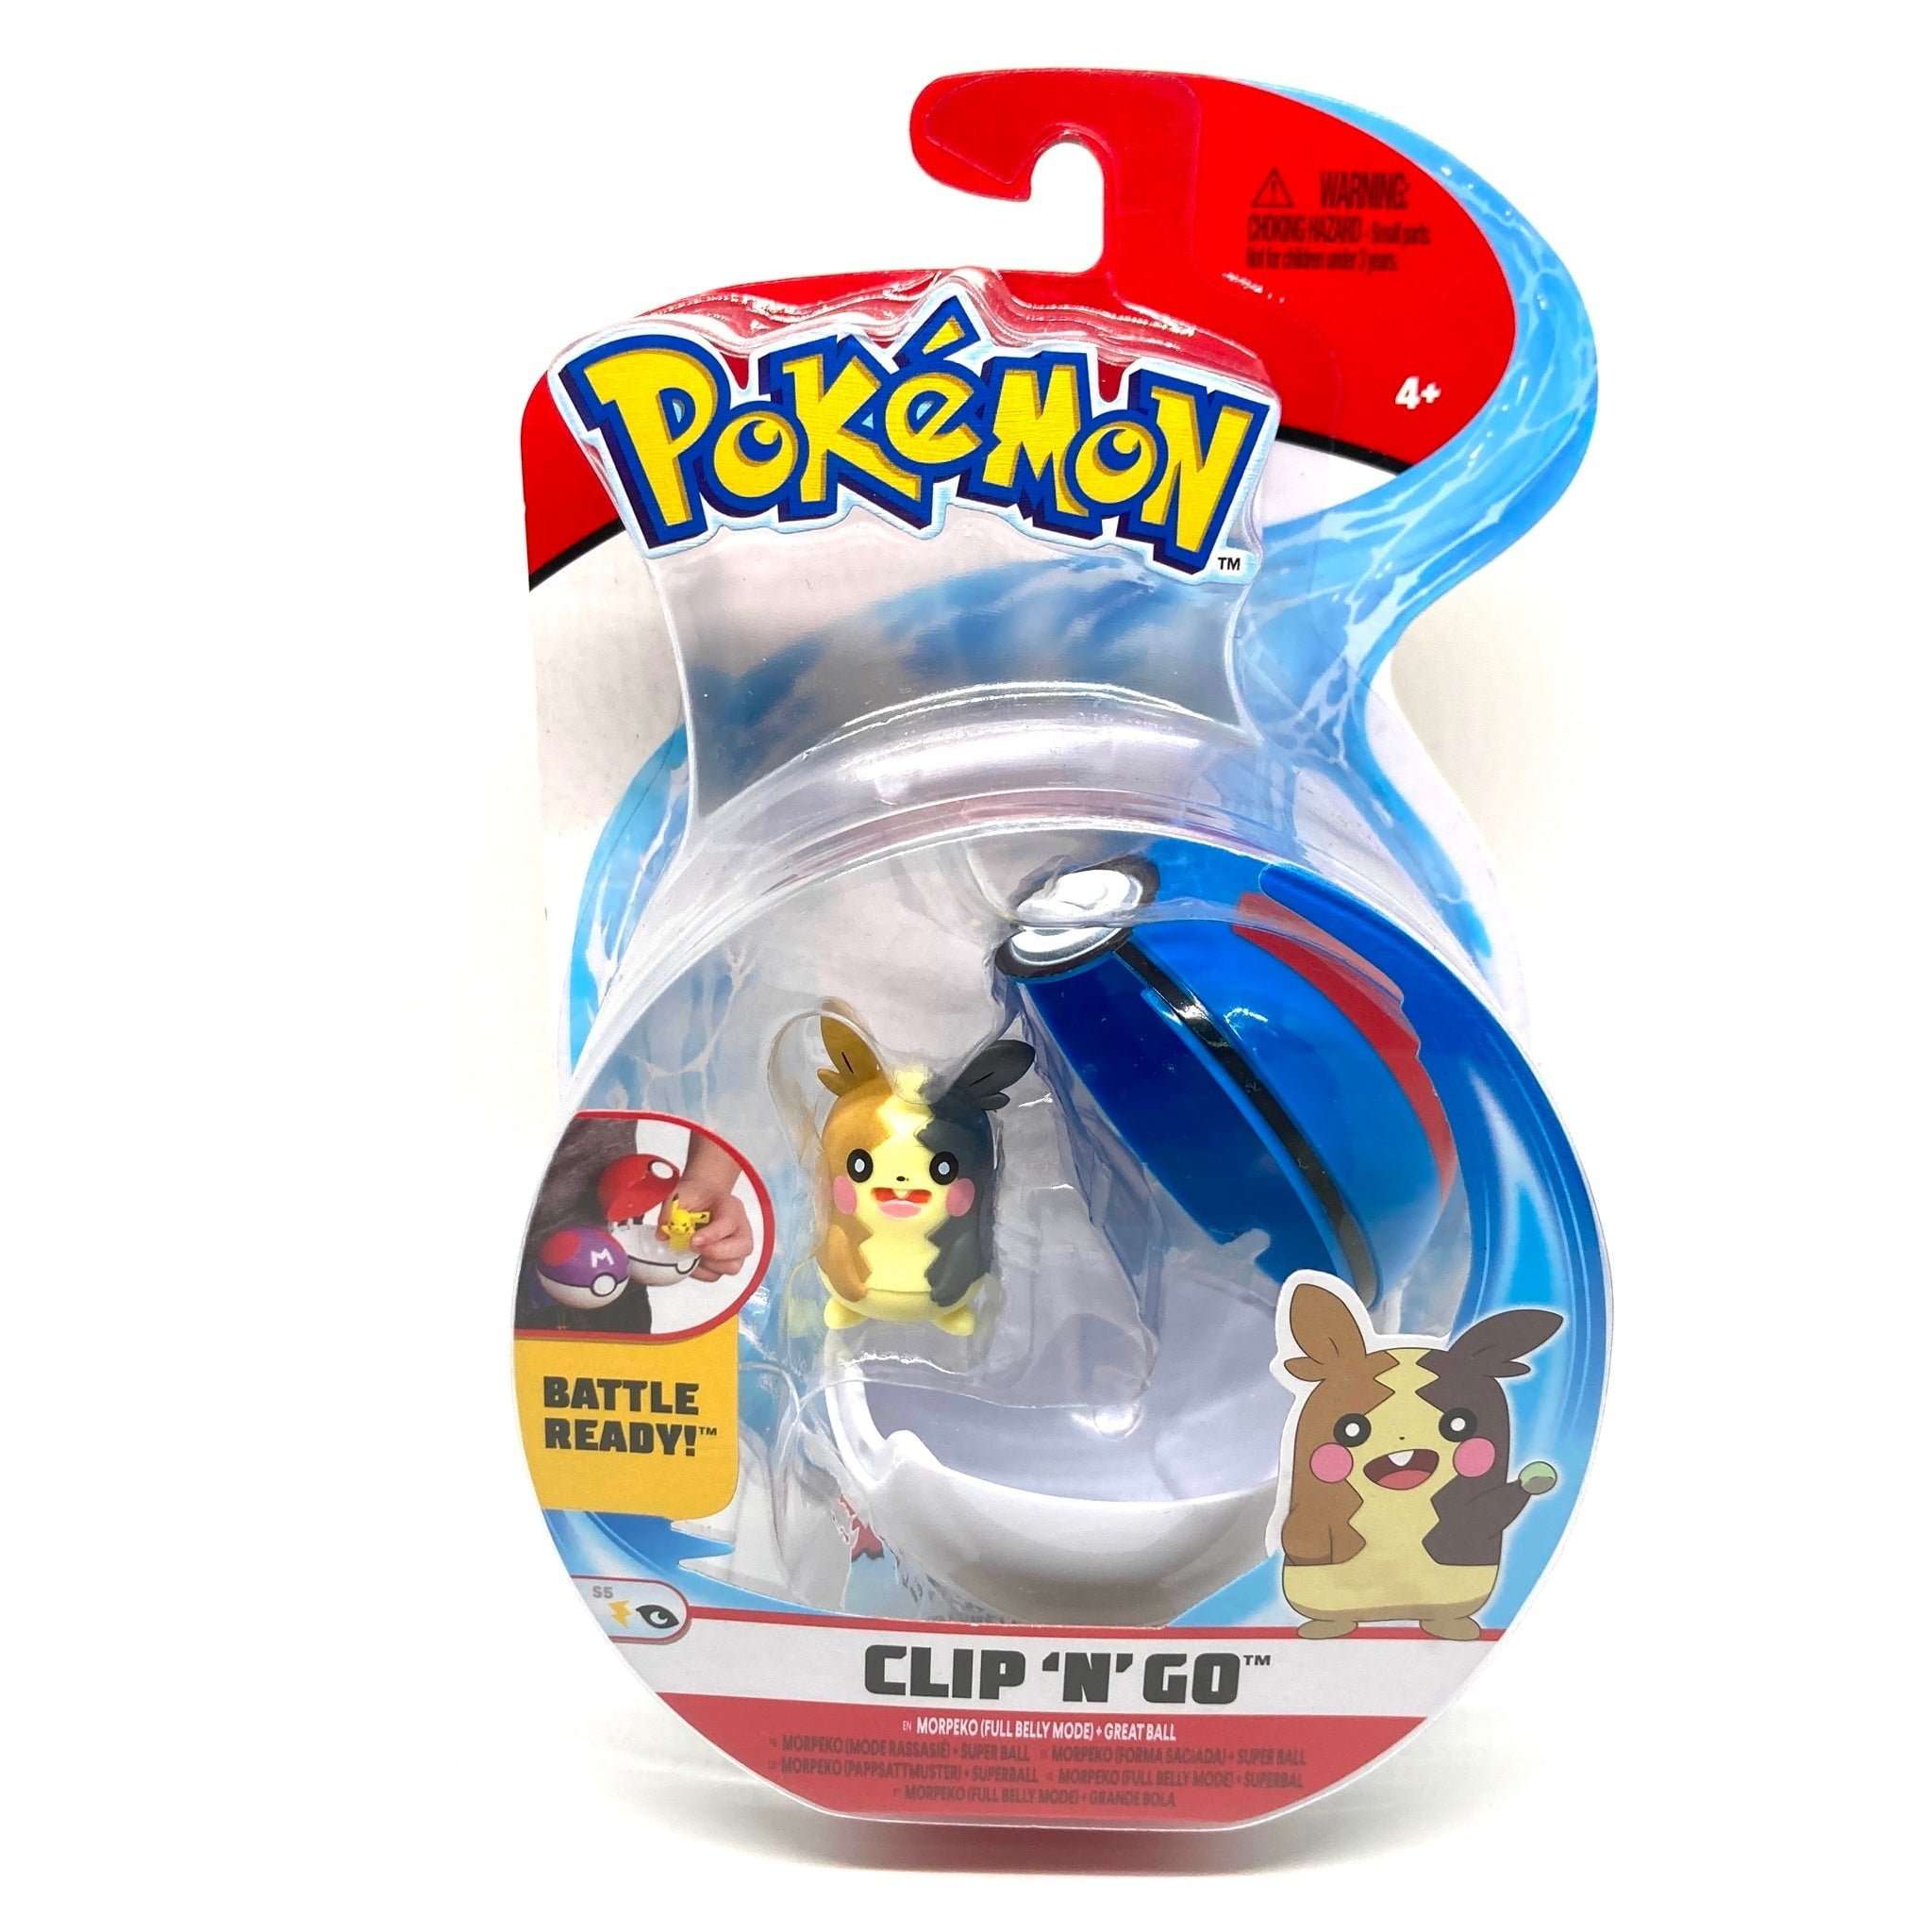 WARNING:
CHOKING HAZARD - Small parts
Not for children under 3 years.
4+
POKéMON
TM
M
BATTLE
READY!™
S5
CLIP 'N' GO™
EN MORPEKO (FULL BELLY MODE) + GREAT BALL
MORPEKO (MODE RASSASIÉ) + SUPER BALL MORPEKO (FORMA SACIADA) + SUPER BALL
MORPEKO (PAPPSATTMUSTER) + SUPERBALL MORPEKO (FULL BELLY MODE) + SUPERBAL
MORPEKO (FULL BELLY MODE) + GRANDE BOLA